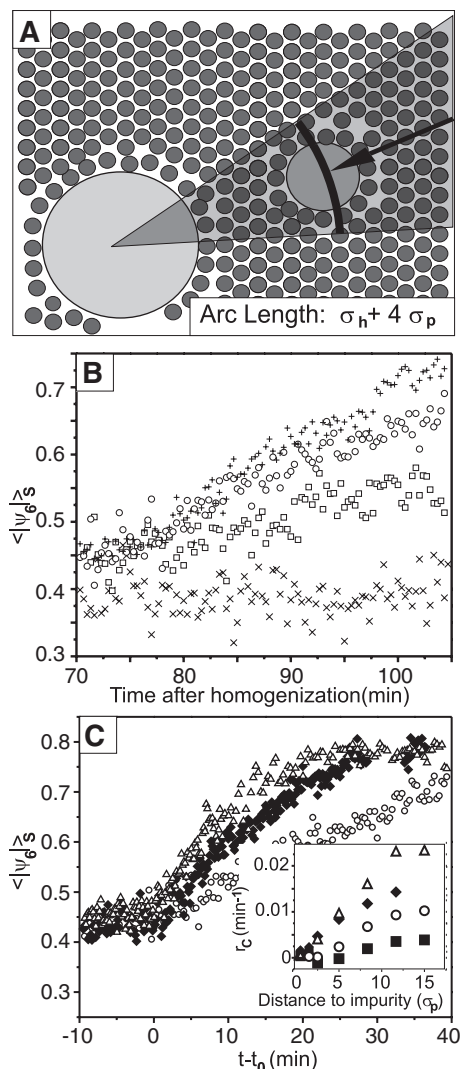 A
Arc Length: σh + 4 σp
B
<|ψ6|>s
0.7
0.6
0.5
0.4
0.3
70 80 90 100
Time after homogenization(min)
C
<|ψ6|>s
0.8
0.7
0.6
0.5
0.4
0.3
-10 0 10 20 30 40
t-t0 (min)
rC (min-1)
0.02
0.01
0
0 5 10 15
Distance to impurity (σp)